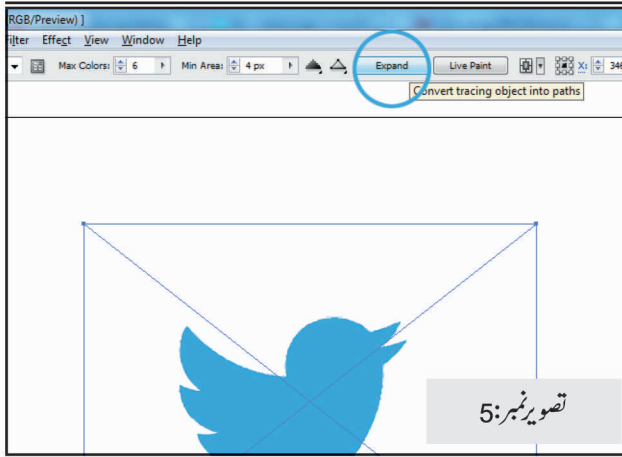 RGB/Preview) ]
Filter Effect View Window Help
Max Colors: 6 Min Area: 4 px Expand Live Paint X: 346
Convert tracing object into paths
تصویر نمبر:5